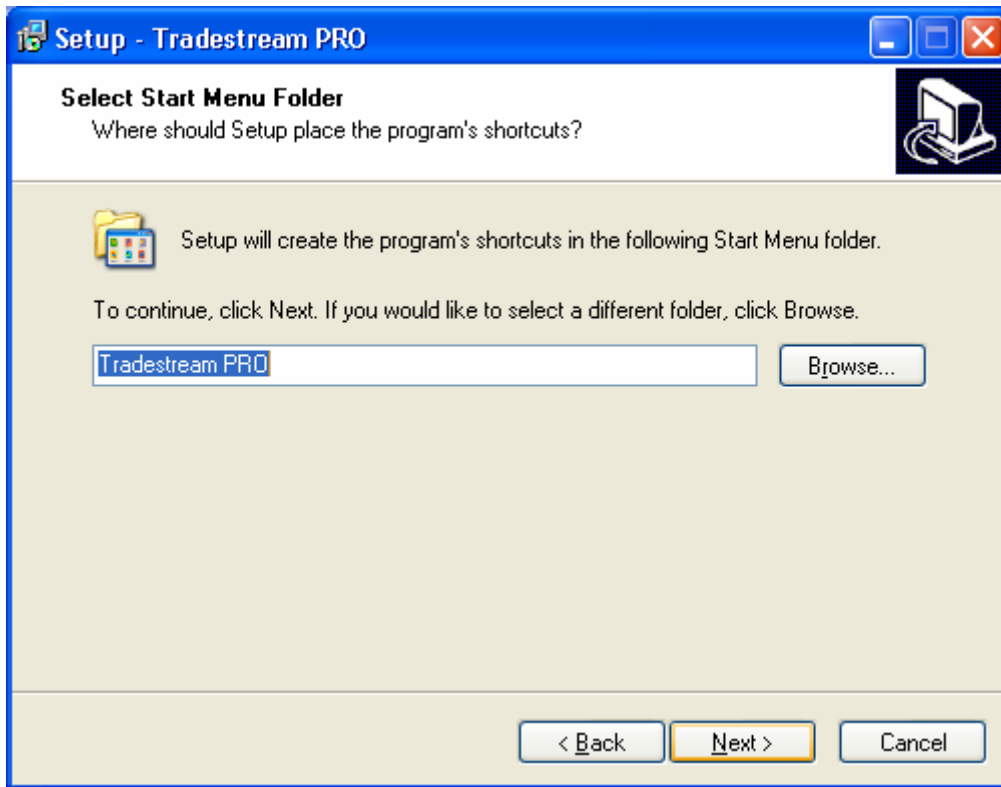 Setup - Tradestream PRO
Select Start Menu Folder
Where should Setup place the program's shortcuts?
Setup will create the program's shortcuts in the following Start Menu folder.
To continue, click Next. If you would like to select a different folder, click Browse.
Tradestream PRO
Browse...
< Back
Next >
Cancel